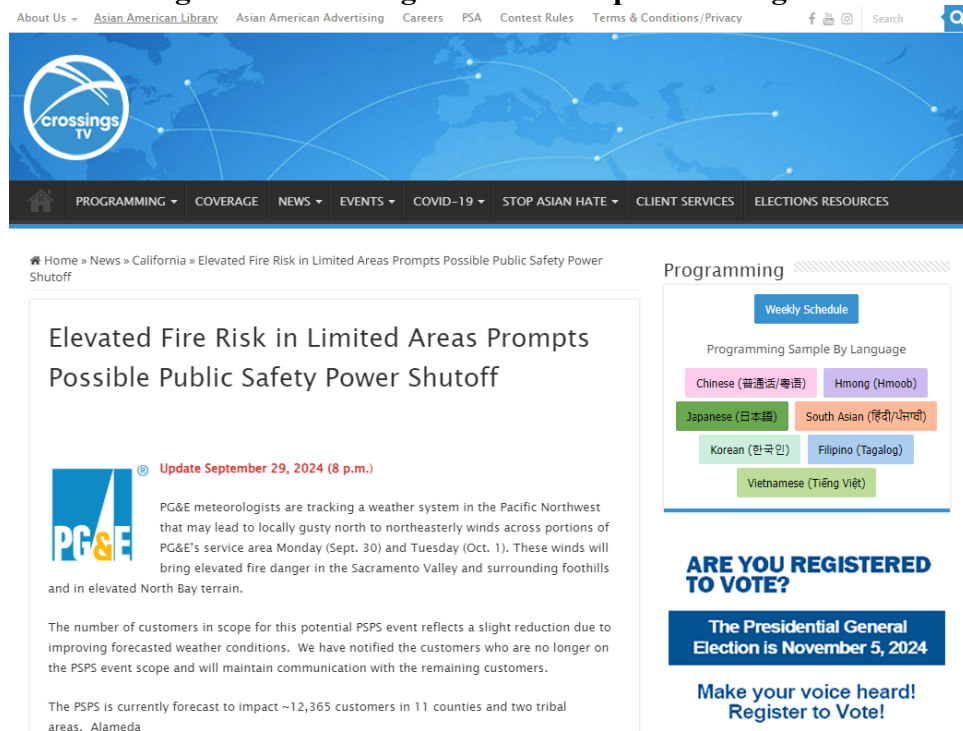 About Us
Asian American Library
Asian American Advertising
Careers
PSA
Contest Rules
Terms & Conditions/Privacy
Search
crossings
TV
PROGRAMMING
COVERAGE
NEWS
EVENTS
COVID-19
STOP ASIAN HATE
CLIENT SERVICES
ELECTIONS RESOURCES
Home » News » California » Elevated Fire Risk in Limited Areas Prompts Possible Public Safety Power
Shutoff
Elevated Fire Risk in Limited Areas Prompts
Possible Public Safety Power Shutoff
PG&E ®
Update September 29, 2024 (8 p.m.)
PG&E meteorologists are tracking a weather system in the Pacific Northwest
that may lead to locally gusty north to northeasterly winds across portions of
PG&E's service area Monday (Sept. 30) and Tuesday (Oct. 1). These winds will
bring elevated fire danger in the Sacramento Valley and surrounding foothills
and in elevated North Bay terrain.
The number of customers in scope for this potential PSPS event reflects a slight reduction due to
improving forecasted weather conditions. We have notified the customers who are no longer on
the PSPS event scope and will maintain communication with the remaining customers.
The PSPS is currently forecast to impact ~12,365 customers in 11 counties and two tribal
areas. Alameda
Programming
Weekly Schedule
Programming Sample By Language
Chinese (普通话/粵语)
Hmong (Hmoob)
Japanese (日本語)
South Asian (हिंदी/ਪੰਜਾਬੀ)
Korean (한국인)
Filipino (Tagalog)
Vietnamese (Tiếng Việt)
ARE YOU REGISTERED
TO VOTE?
The Presidential General
Election is November 5, 2024
Make your voice heard!
Register to Vote!